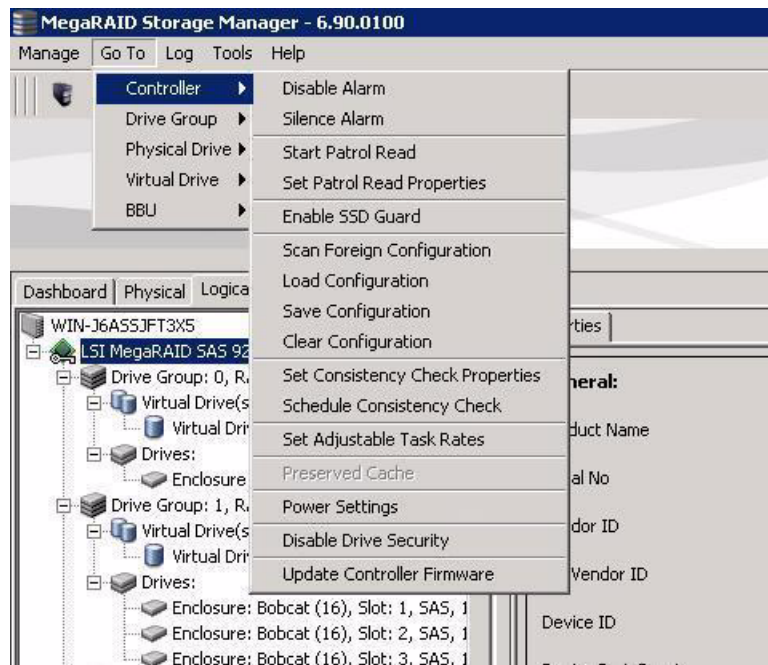 MegaRAID Storage Manager - 6.90.0100
Manage Go To Log Tools Help
Controller
Drive Group
Physical Drive
Virtual Drive
BBU
Disable Alarm
Silence Alarm
Start Patrol Read
Set Patrol Read Properties
Enable SSD Guard
Scan Foreign Configuration
Load Configuration
Save Configuration
Clear Configuration
Set Consistency Check Properties
Schedule Consistency Check
Set Adjustable Task Rates
Preserved Cache
Power Settings
Disable Drive Security
Update Controller Firmware
Dashboard Physical Logica
WIN-J6ASSJFT3X5
LSI MegaRAID SAS 92
Drive Group: 0, R
Virtual Drive(s
Virtual Dri
Drives:
Enclosure
Drive Group: 1, R
Virtual Drive(s
Virtual Dri
Drives:
Enclosure: Bobcat (16), Slot: 1, SAS, 1
Enclosure: Bobcat (16), Slot: 2, SAS, 1
Enclosure: Bobcat (16), Slot: 3, SAS, 1
rties
neral:
duct Name
al No
dor ID
Vendor ID
Device ID